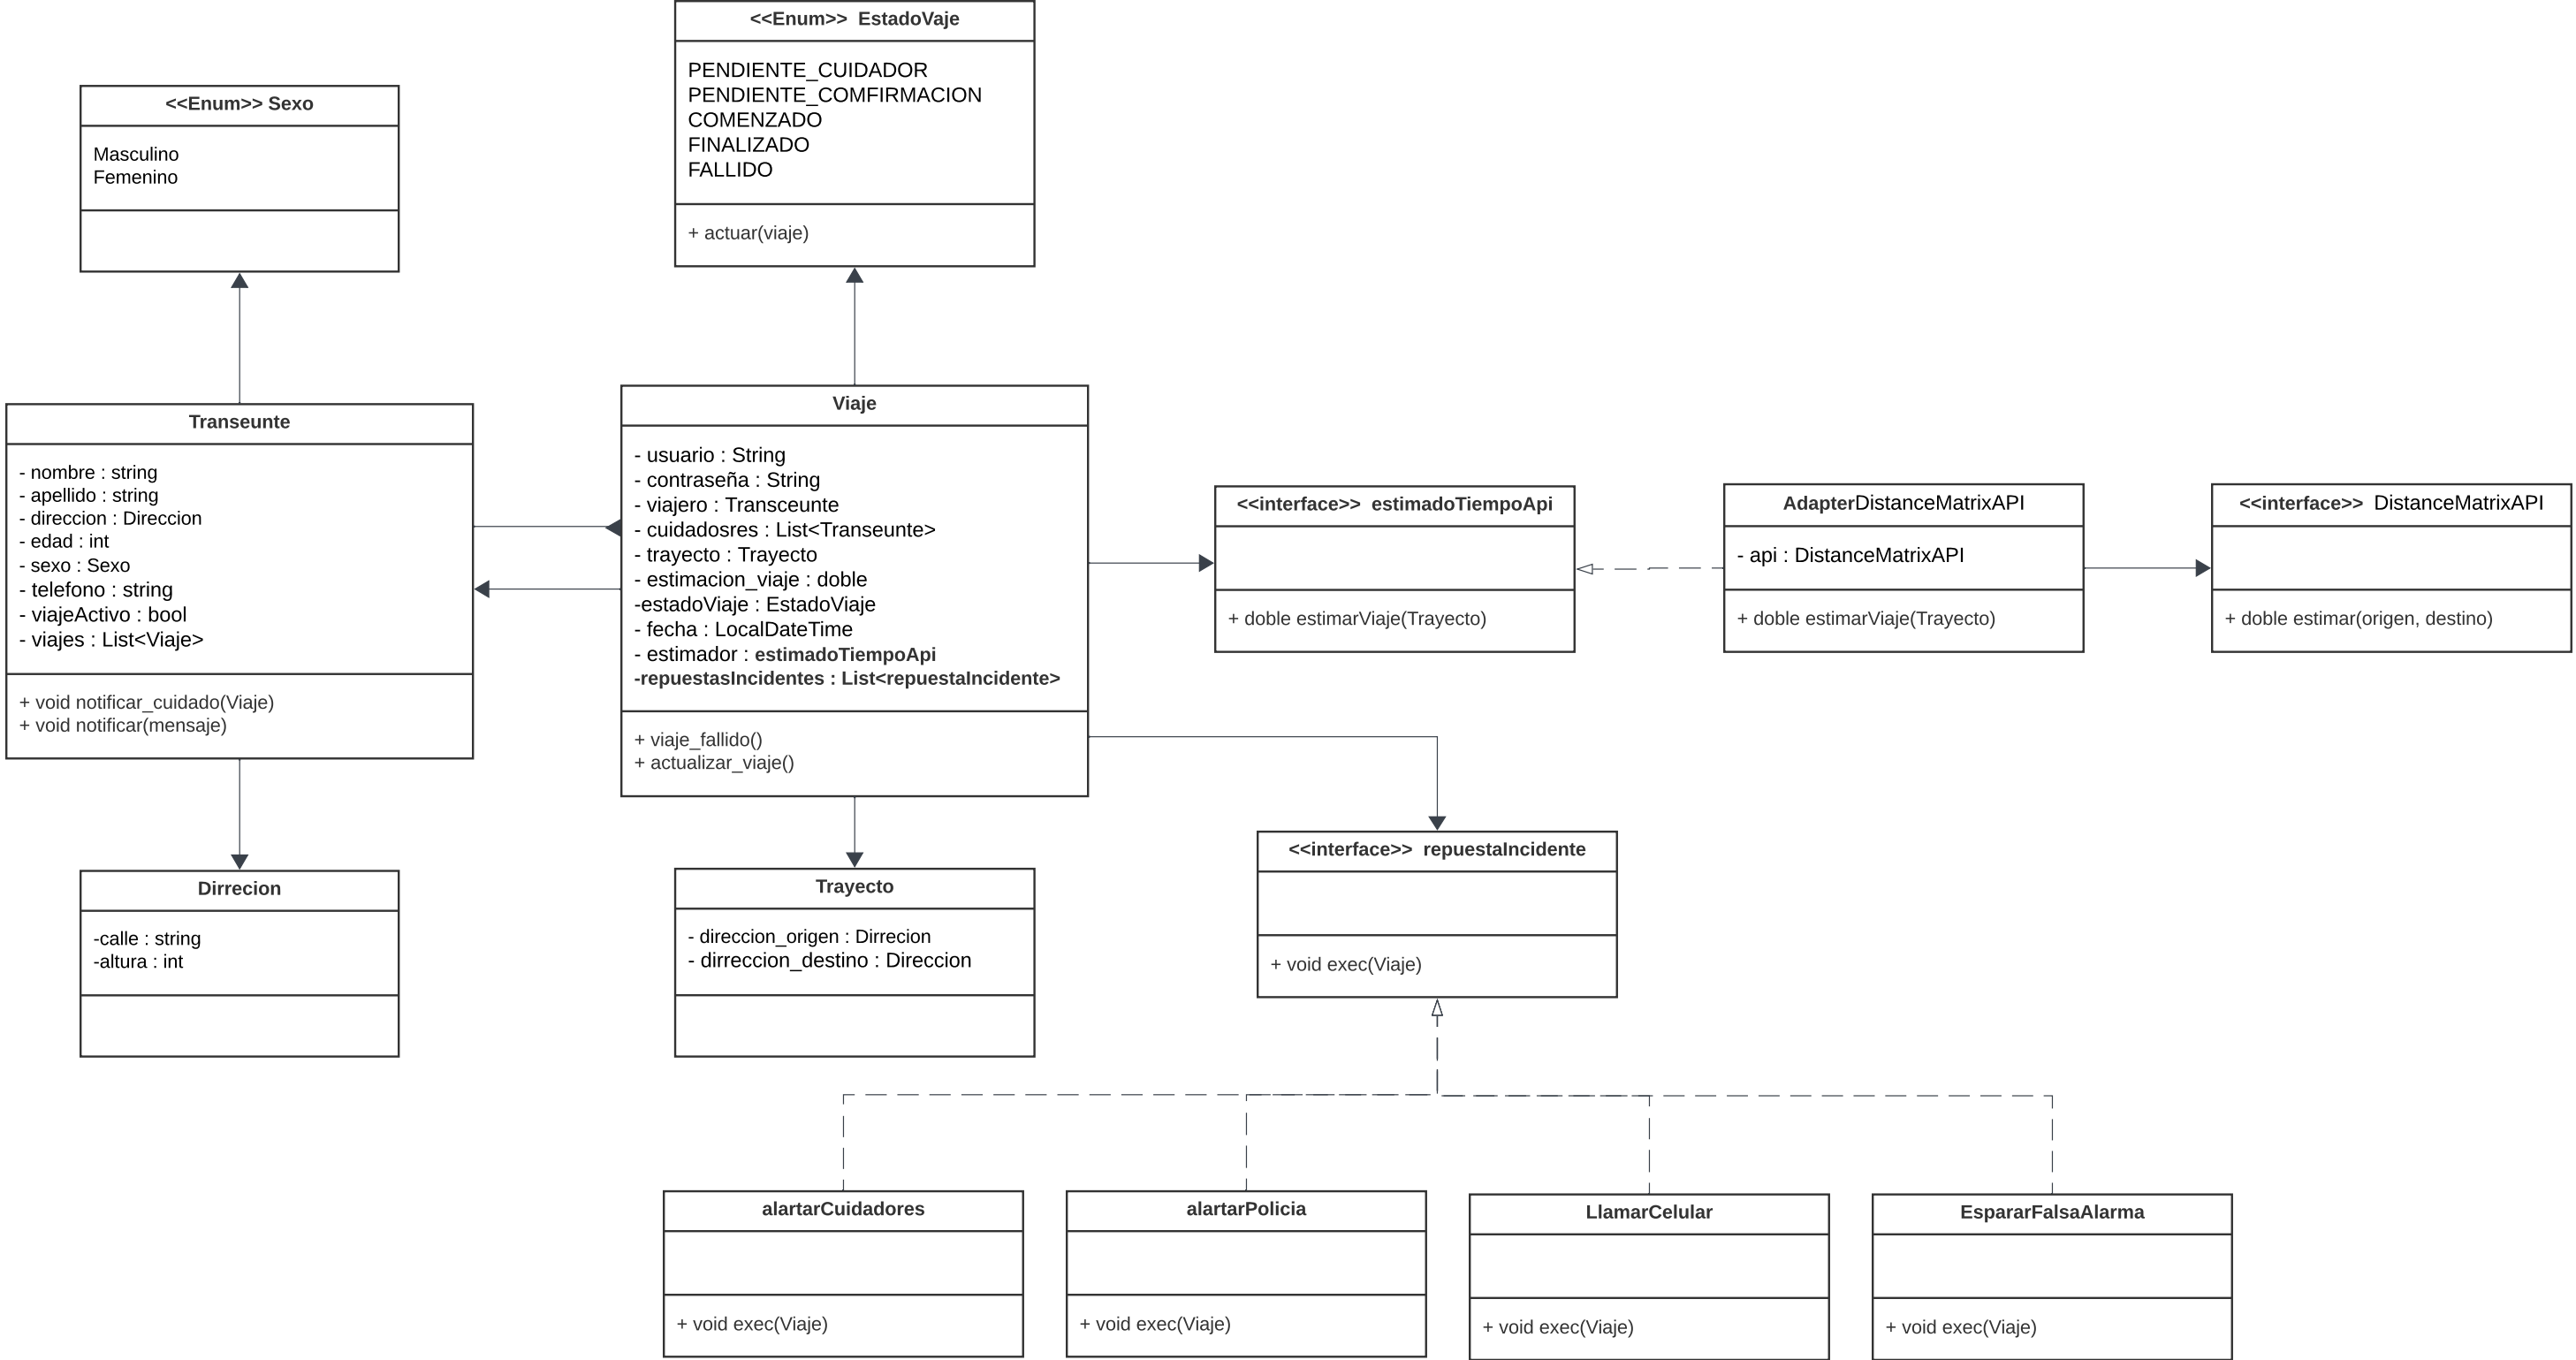 <<Enum>> EstadoVaje
PENDIENTE_CUIDADOR
PENDIENTE_COMFIRMACION
COMENZADO
FINALIZADO
FALLIDO
+ actuar(viaje)
<<Enum>> Sexo
Masculino
Femenino
Transeunte
- nombre : string
- apellido : string
- direccion : Direccion
- edad : int
- sexo : Sexo
- telefono : string
- viajeActivo : bool
- viajes : List<Viaje>
+ void notificar_cuidado(Viaje)
+ void notificar(mensaje)
Viaje
- usuario : String
- contraseña : String
- viajero : Transceunte
- cuidadosres : List<Transeunte>
- trayecto : Trayecto
- estimacion_viaje : doble
-estadoViaje : EstadoViaje
- fecha : LocalDateTime
- estimador : estimadoTiempoApi
-repuestasIncidentes : List<repuestaIncidente>
+ viaje_fallido()
+ actualizar_viaje()
<<interface>> estimadoTiempoApi
+ doble estimarViaje(Trayecto)
AdapterDistanceMatrixAPI
- api : DistanceMatrixAPI
+ doble estimarViaje(Trayecto)
<<interface>> DistanceMatrixAPI
+ doble estimar(origen, destino)
Dirrecion
-calle : string
-altura : int
Trayecto
- direccion_origen : Dirrecion
- dirreccion_destino : Direccion
<<interface>> repuestaIncidente
+ void exec(Viaje)
alartarCuidadores
+ void exec(Viaje)
alartarPolicia
+ void exec(Viaje)
LlamarCelular
+ void exec(Viaje)
EspararFalsaAlarma
+ void exec(Viaje)